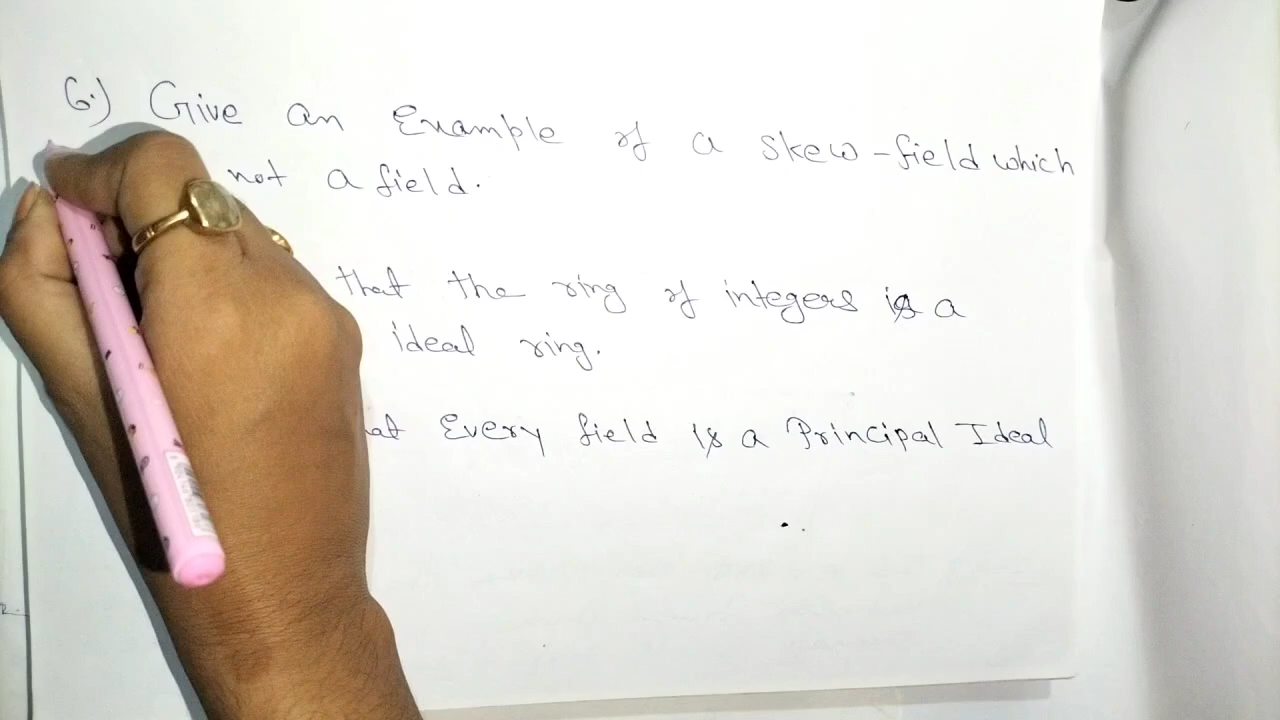 6.) Give an Example of a skew-field which
not a field.
that the ring of integers is a
ideal ring.
at Every field is a Principal Ideal